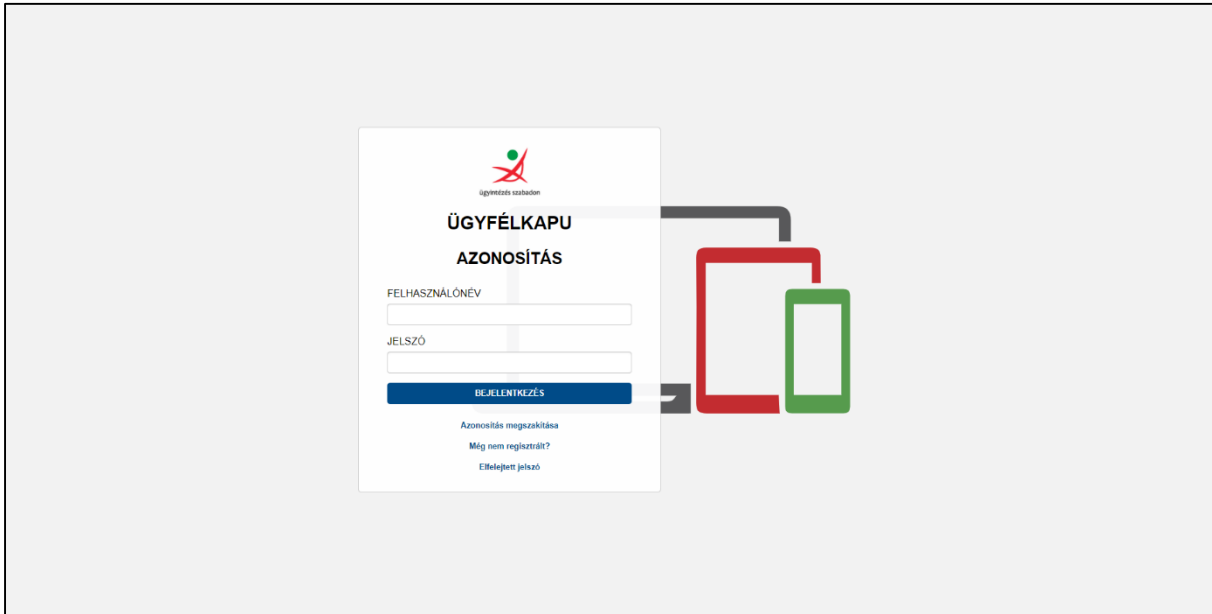 ügyintézés szabadon
ÜGYFÉLKAPU
AZONOSÍTÁS
FELHASZNÁLÓNÉV
JELSZÓ
BEJELENTKEZÉS
Azonosítás megszakítása
Még nem regisztrált?
Elfelejtett jelszó